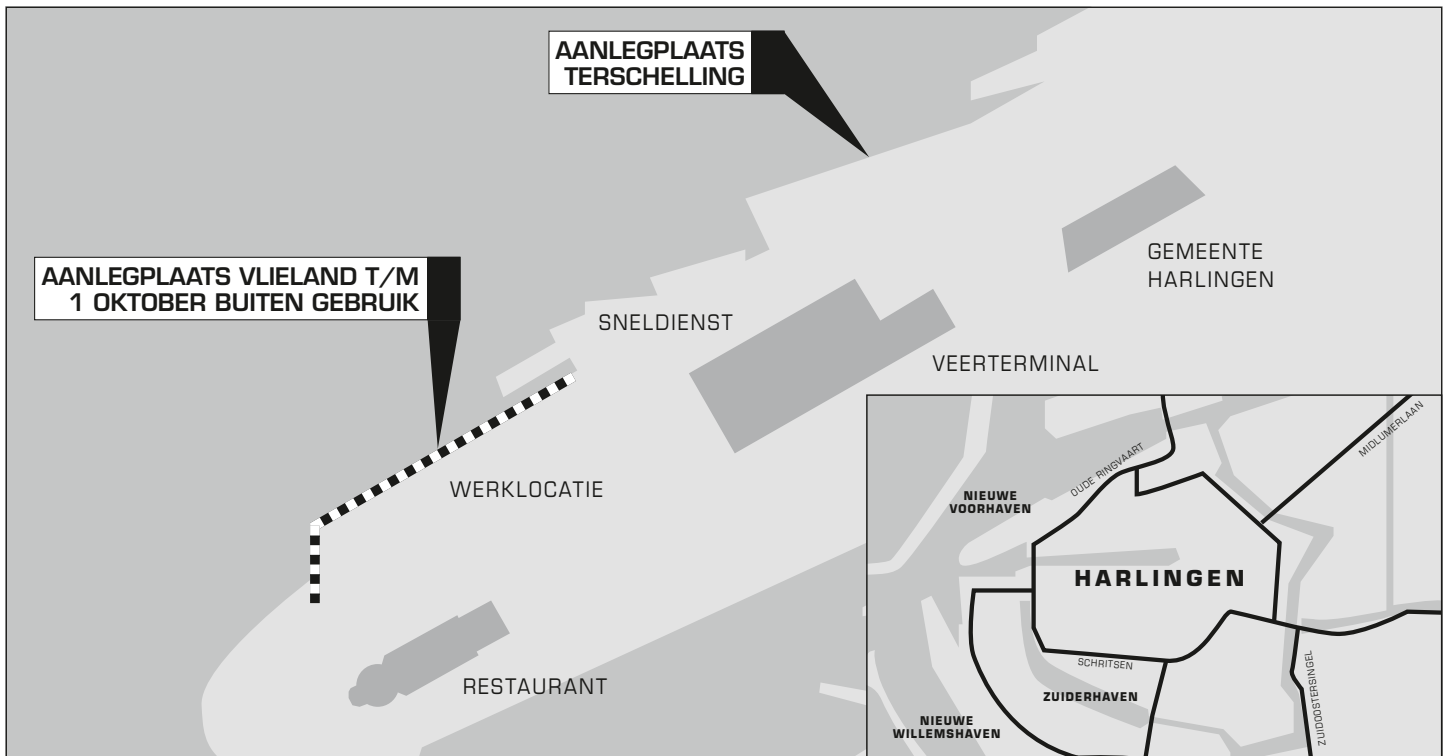 AANLEGPLAATS
TERSCHELLING
AANLEGPLAATS VLIELAND T/M
1 OKTOBER BUITEN GEBRUIK
GEMEENTE
HARLINGEN
SNELDIENST
VEERTERMINAL
WERKLOCATIE
RESTAURANT
MIDLUMERLAAN
OUDE RINGVAART
NIEUWE
VOORHAVEN
HARLINGEN
SCHRITSEN
ZUIDERHAVEN
ZUIDOOSTERSINGEL
NIEUWE
WILLEMSHAVEN